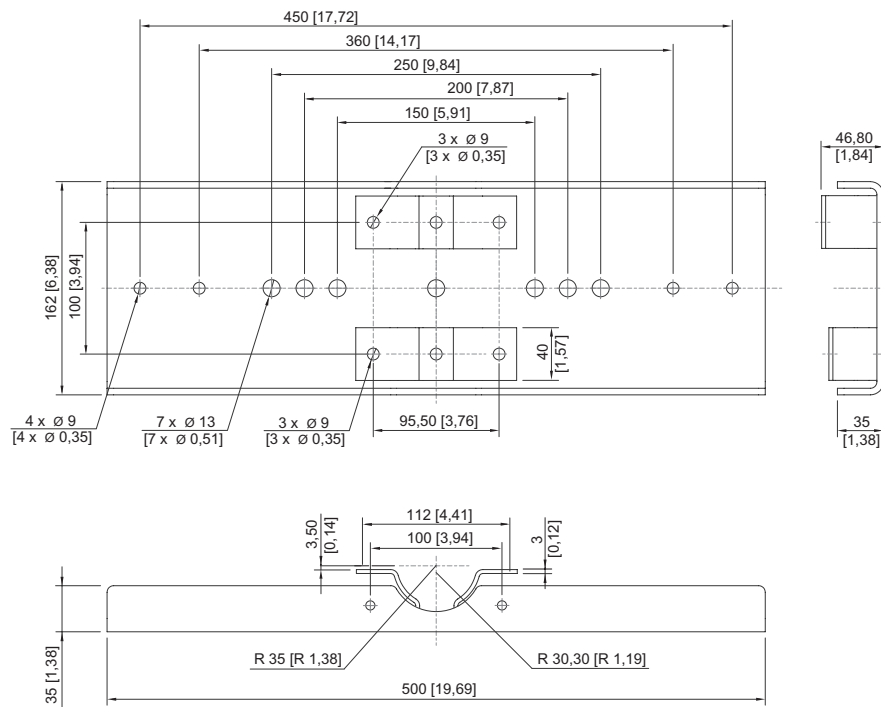 450 [17,72]
360 [14,17]
250 [9,84]
200 [7,87]
150 [5,91]
3 x Ø 9
[3 x Ø 0,35]
46,80
[1,84]
162 [6,38]
100 [3,94]
40
[1,57]
4 x Ø 9
[4 x Ø 0,35]
7 x Ø 13
[7 x Ø 0,51]
3 x Ø 9
[3 x Ø 0,35]
95,50 [3,76]
35
[1,38]
3,50
[0,14]
112 [4,41]
100 [3,94]
3
[0,12]
35 [1,38]
R 35 [R 1,38]
R 30,30 [R 1,19]
500 [19,69]